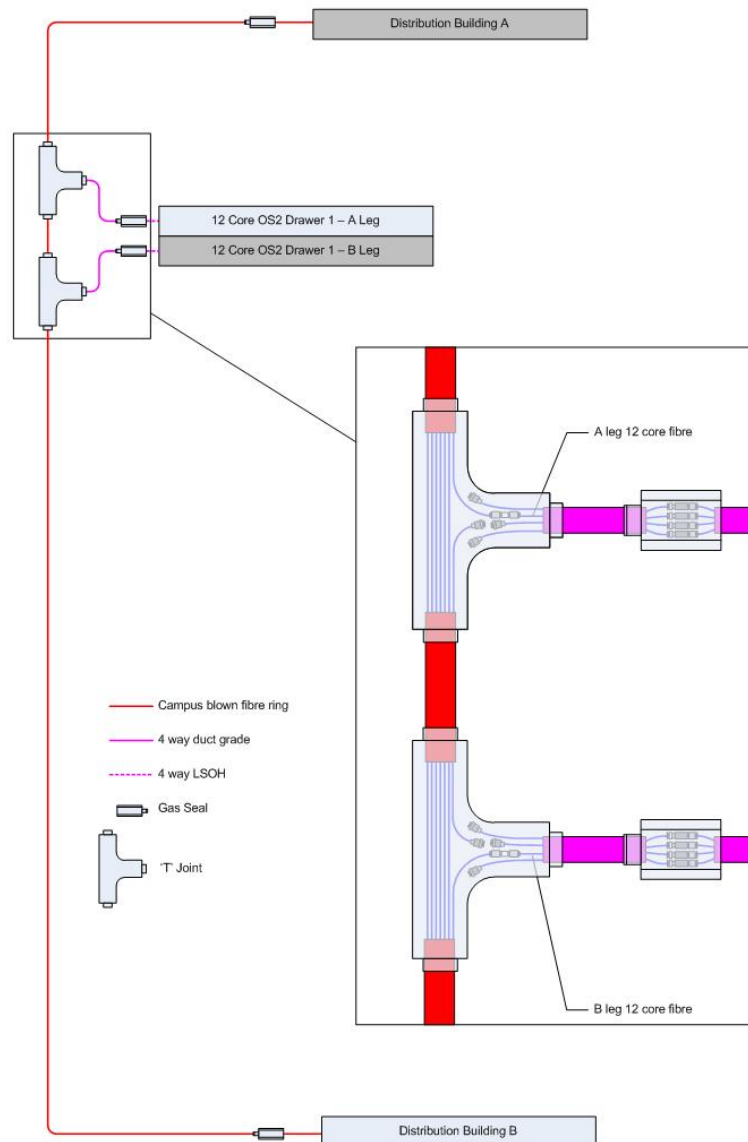 Distribution Building A
12 Core OS2 Drawer 1 – A Leg
12 Core OS2 Drawer 1 – B Leg
A leg 12 core fibre
Campus blown fibre ring
4 way duct grade
4 way LSOH
Gas Seal
‘T’ Joint
B leg 12 core fibre
Distribution Building B